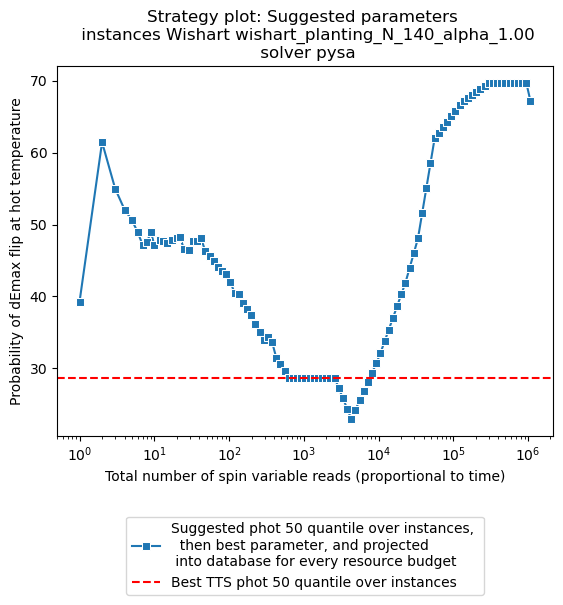 Strategy plot: Suggested parameters
instances Wishart wishart_planting_N_140_alpha_1.00
solver pysa
Probability of dEmax flip at hot temperature
70
60
50
40
30
10⁰ 10¹ 10² 10³ 10⁴ 10⁵ 10⁶
Total number of spin variable reads (proportional to time)
Suggested phot 50 quantile over instances,
then best parameter, and projected
into database for every resource budget
Best TTS phot 50 quantile over instances